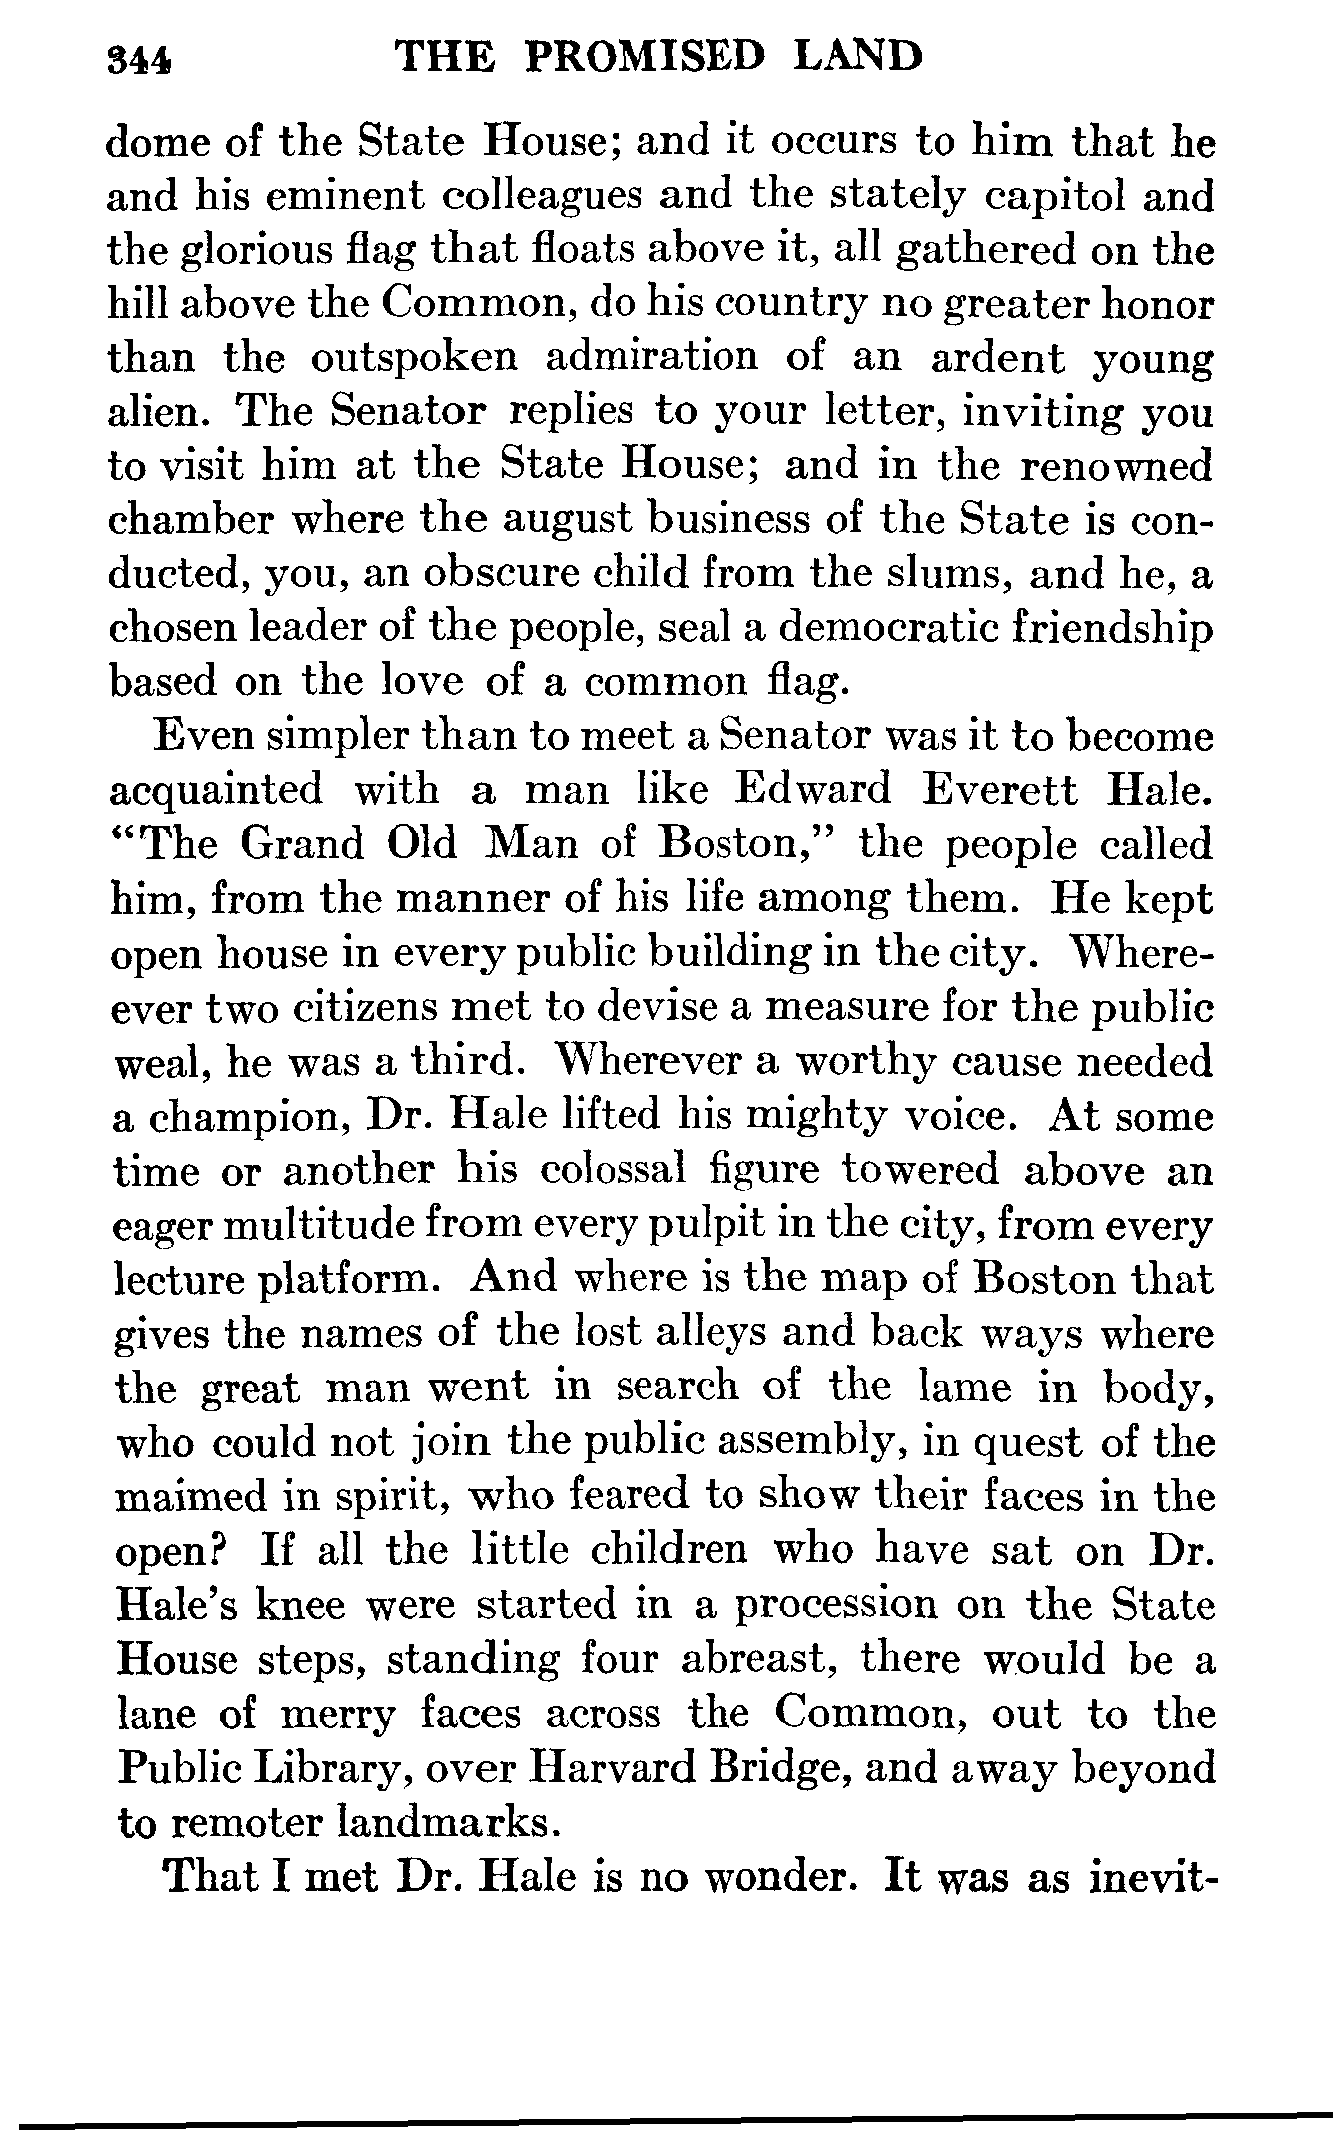 344 THE PROMISED LAND
dome of the State House; and it occurs to him that he
and his eminent colleagues and the stately capitol and
the glorious flag that floats above it, all gathered on the
hill above the Common, do his country no greater honor
than the outspoken admiration of an ardent young
alien. The Senator replies to your letter, inviting you
to visit him at the State House; and in the renowned
chamber where the august business of the State is con-
ducted, you, an obscure child from the slums, and he, a
chosen leader of the people, seal a democratic friendship
based on the love of a common flag.
Even simpler than to meet a Senator was it to become
acquainted with a man like Edward Everett Hale.
“The Grand Old Man of Boston,” the people called
him, from the manner of his life among them. He kept
open house in every public building in the city. Where-
ever two citizens met to devise a measure for the public
weal, he was a third. Wherever a worthy cause needed
a champion, Dr. Hale lifted his mighty voice. At some
time or another his colossal figure towered above an
eager multitude from every pulpit in the city, from every
lecture platform. And where is the map of Boston that
gives the names of the lost alleys and back ways where
the great man went in search of the lame in body,
who could not join the public assembly, in quest of the
maimed in spirit, who feared to show their faces in the
open? If all the little children who have sat on Dr.
Hale’s knee were started in a procession on the State
House steps, standing four abreast, there would be a
lane of merry faces across the Common, out to the
Public Library, over Harvard Bridge, and away beyond
to remoter landmarks.
That I met Dr. Hale is no wonder. It was as inevit-